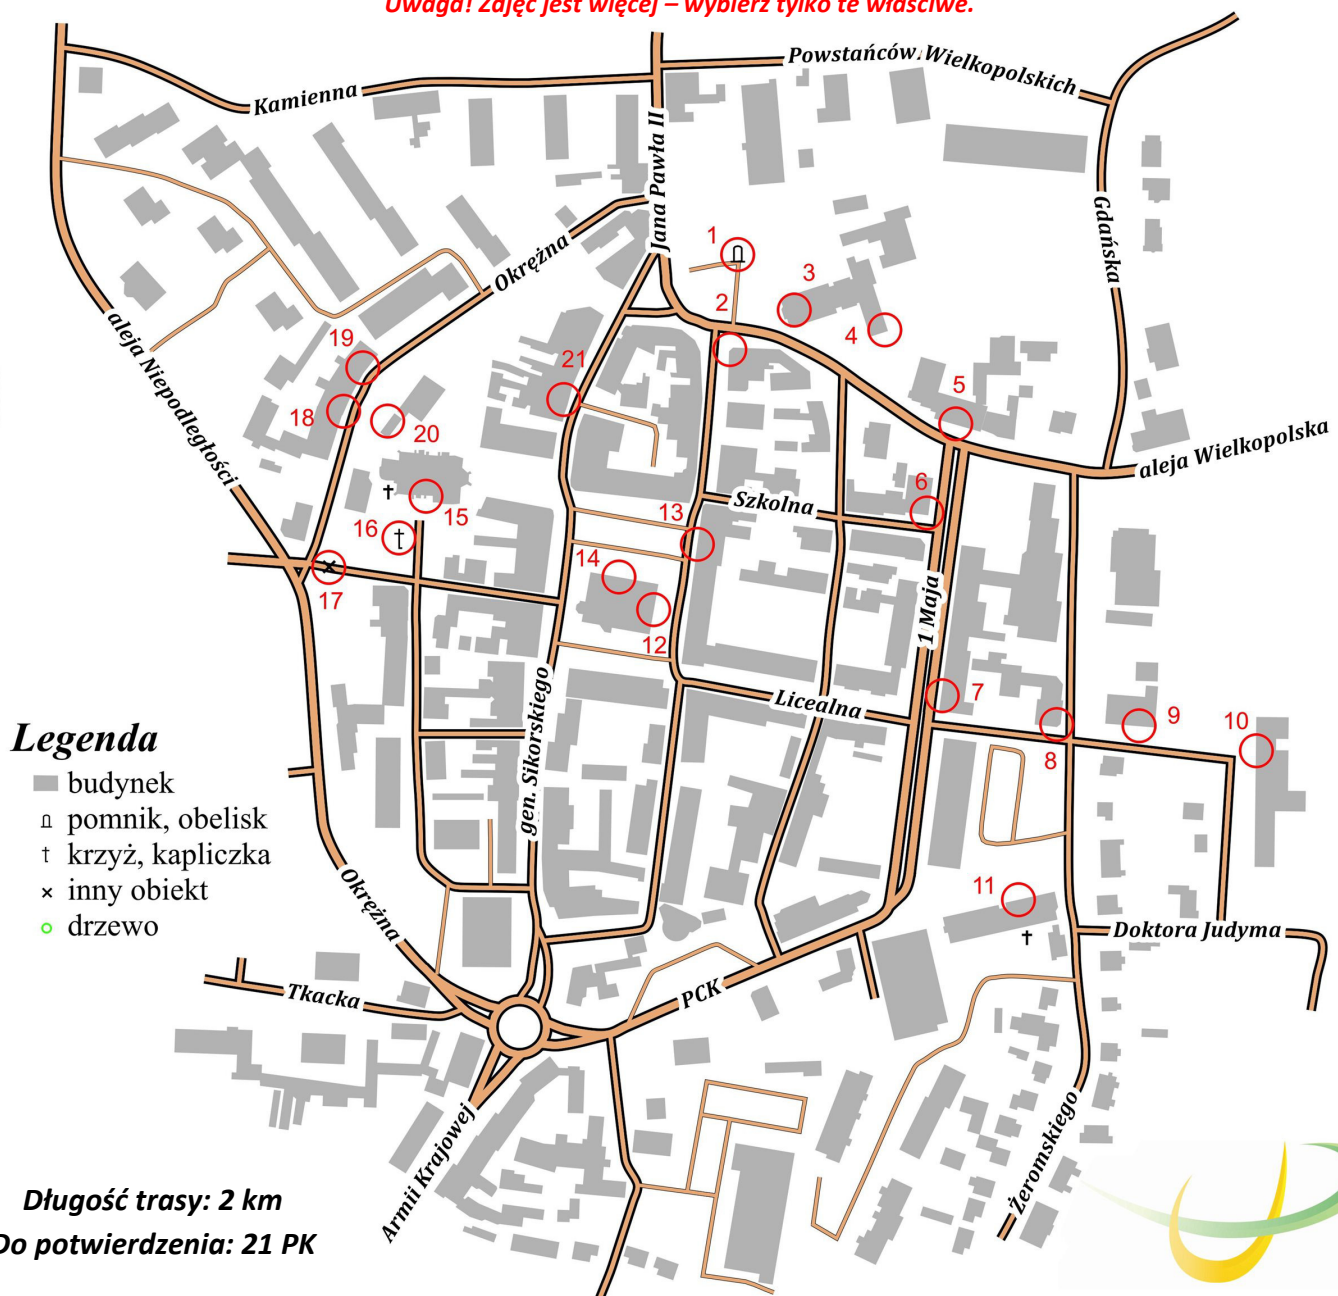 Uwaga! Zdjęć jest więcej – wybierz tylko te właściwe.
Powstańców Wielkopolskich
Kamienna
Jana Pawła II
Gdańska
Okrężna
1
2
3
4
5
aleja Niepodległości
19
18
20
21
aleja Wielkopolska
6
Szkolna
13
15
16
14
17
12
1 Maja
7
Licealna
8
9
10
gen. Sikorskiego
Legenda
budynek
pomnik, obelisk
krzyż, kapliczka
inny obiekt
drzewo
11
Okrężna
Doktora Judyma
Tkacka
PCK
Armii Krajowej
Żeromskiego
Długość trasy: 2 km
Do potwierdzenia: 21 PK